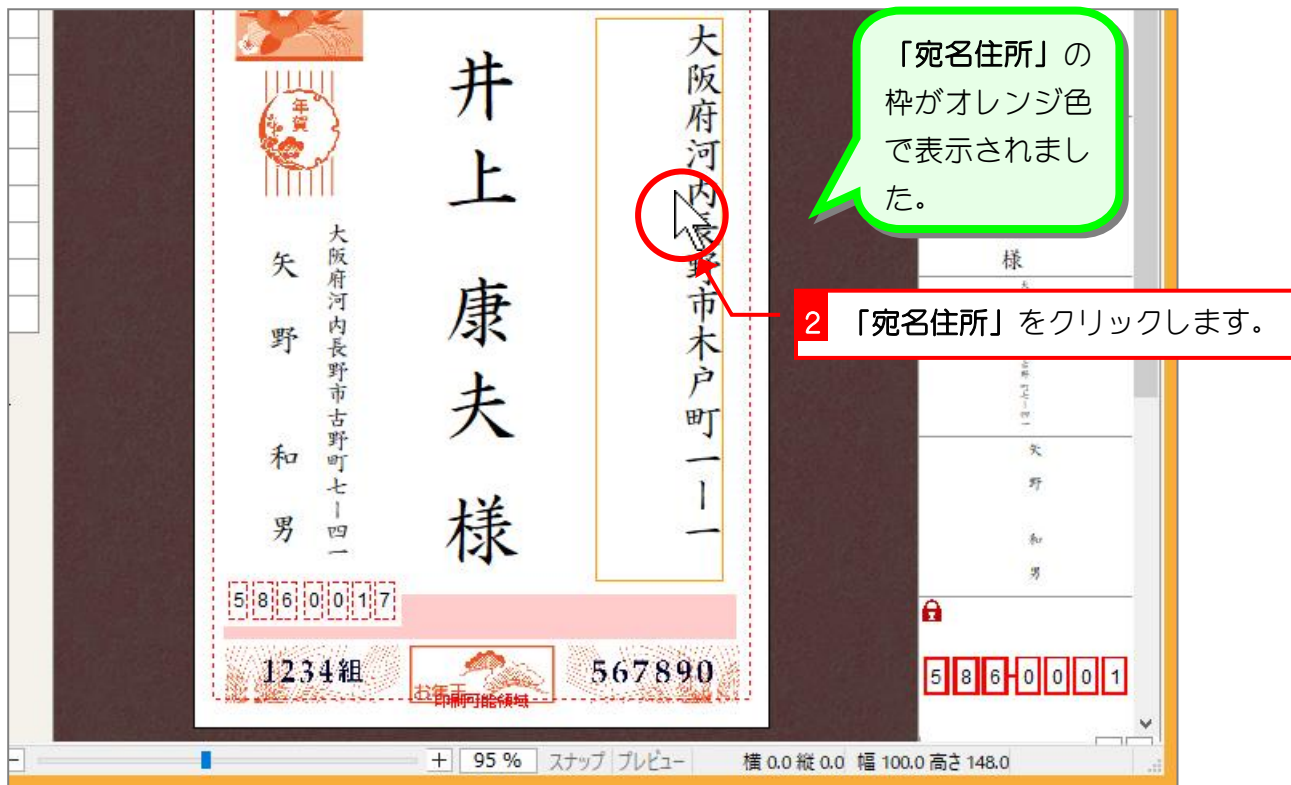 「宛名住所」の
枠がオレンジ色
で表示されまし
た。
2 「宛名住所」をクリックします。
大阪府河内長野市木戸町一ー一
井上康夫様
年賀
大阪府河内長野市古野町七ー四一
矢野 和男
5860017
1234組
お年玉
567890
印刷可能領域
様
矢野 和男
586-0001
95 %
スナップ
プレビュー
横 0.0 縦 0.0 幅 100.0 高さ 148.0